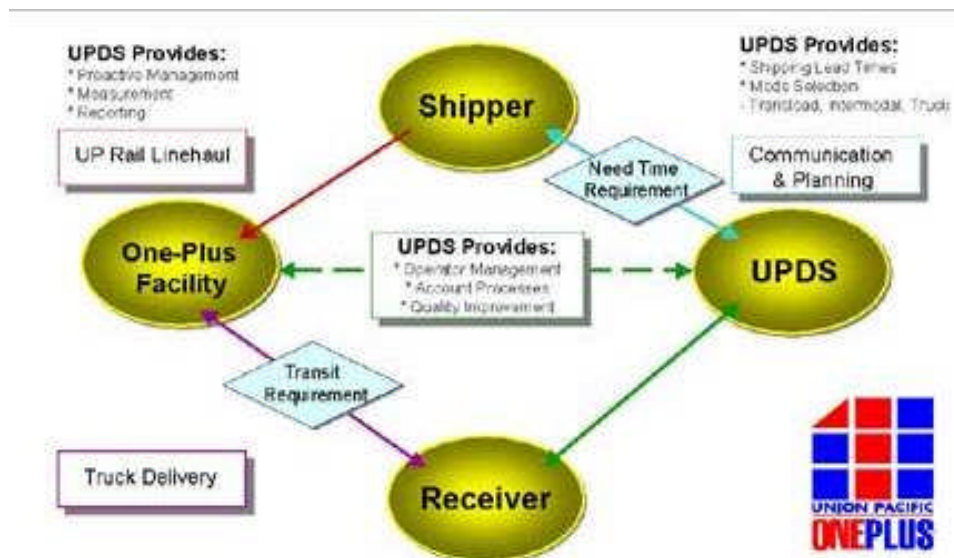 UPDS Provides:
* Proactive Management
* Measurement
* Reporting
UP Rail Linehaul
Shipper
UPDS Provides:
* Shipping Lead Times
* Mode Selection
- Transload, Intermodal, Truck
Communication
& Planning
Need Time
Requirement
One-Plus
Facility
UPDS Provides:
* Operator Management
* Account Processes
* Quality Improvement
UPDS
Transit
Requirement
Truck Delivery
Receiver
UNION PACIFIC
ONEPLUS